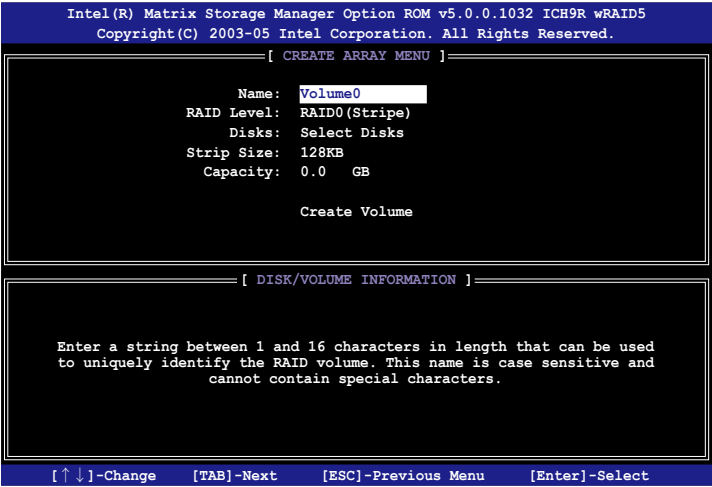 Intel(R) Matrix Storage Manager Option ROM v5.0.0.1032 ICH9R wRAID5
Copyright(C) 2003-05 Intel Corporation. All Rights Reserved.
[ CREATE ARRAY MENU ]
Name: Volume0
RAID Level: RAID0(Stripe)
Disks: Select Disks
Strip Size: 128KB
Capacity: 0.0 GB
Create Volume
[ DISK/VOLUME INFORMATION ]
Enter a string between 1 and 16 characters in length that can be used
to uniquely identify the RAID volume. This name is case sensitive and
cannot contain special characters.
[↑↓]-Change [TAB]-Next [ESC]-Previous Menu [Enter]-Select